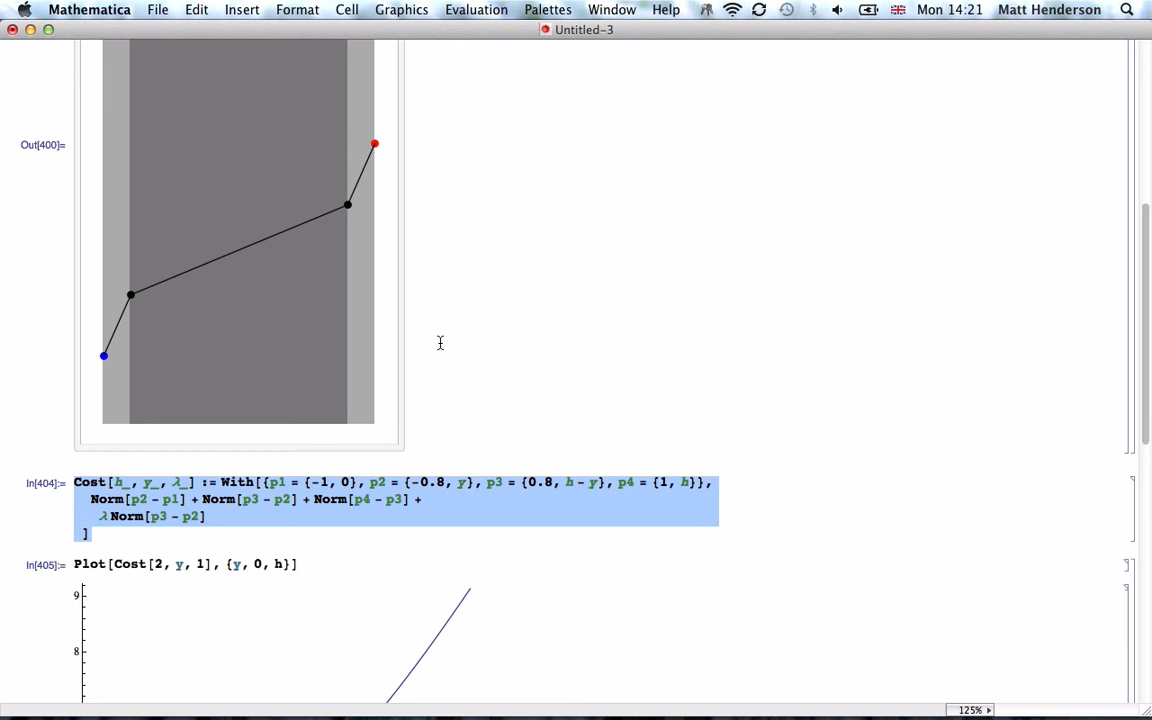 Mathematica File Edit Insert Format Cell Graphics Evaluation Palettes Window Help Mon 14:21 Matt Henderson
Untitled-3
Out[400]=
In[404]:= Cost[h_, y_, λ_] := With[{p1 = {-1, 0}, p2 = {-0.8, y}, p3 = {0.8, h - y}, p4 = {1, h}},
Norm[p2 - p1] + Norm[p3 - p2] + Norm[p4 - p3] +
λ Norm[p3 - p2]
]
In[405]:= Plot[Cost[2, y, 1], {y, 0, h}]
9
8
125%